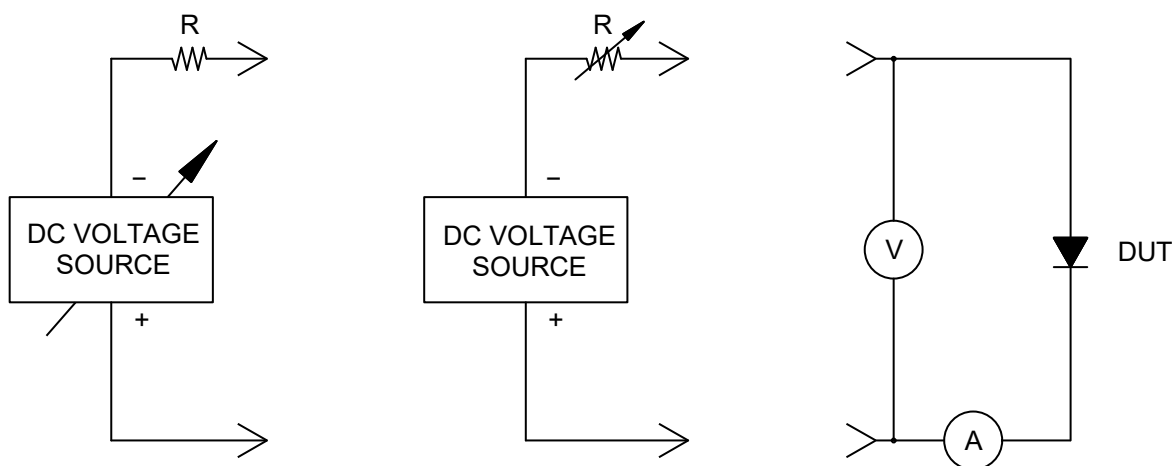 R
−
DC VOLTAGE
SOURCE
+
R
−
DC VOLTAGE
SOURCE
+
V
DUT
A